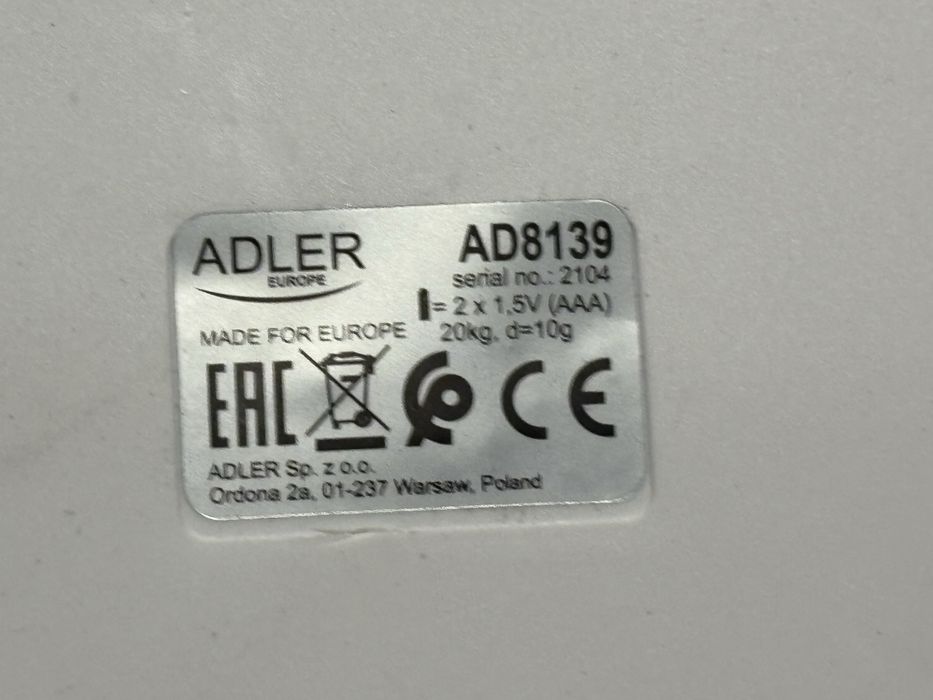 ADLER
EUROPE
AD8139
serial no.: 2104
= 2 x 1,5V (AAA)
MADE FOR EUROPE
20kg, d=10g
EAC
CE
ADLER Sp. z o.o.
Ordona 2a, 01-237 Warsaw, Poland